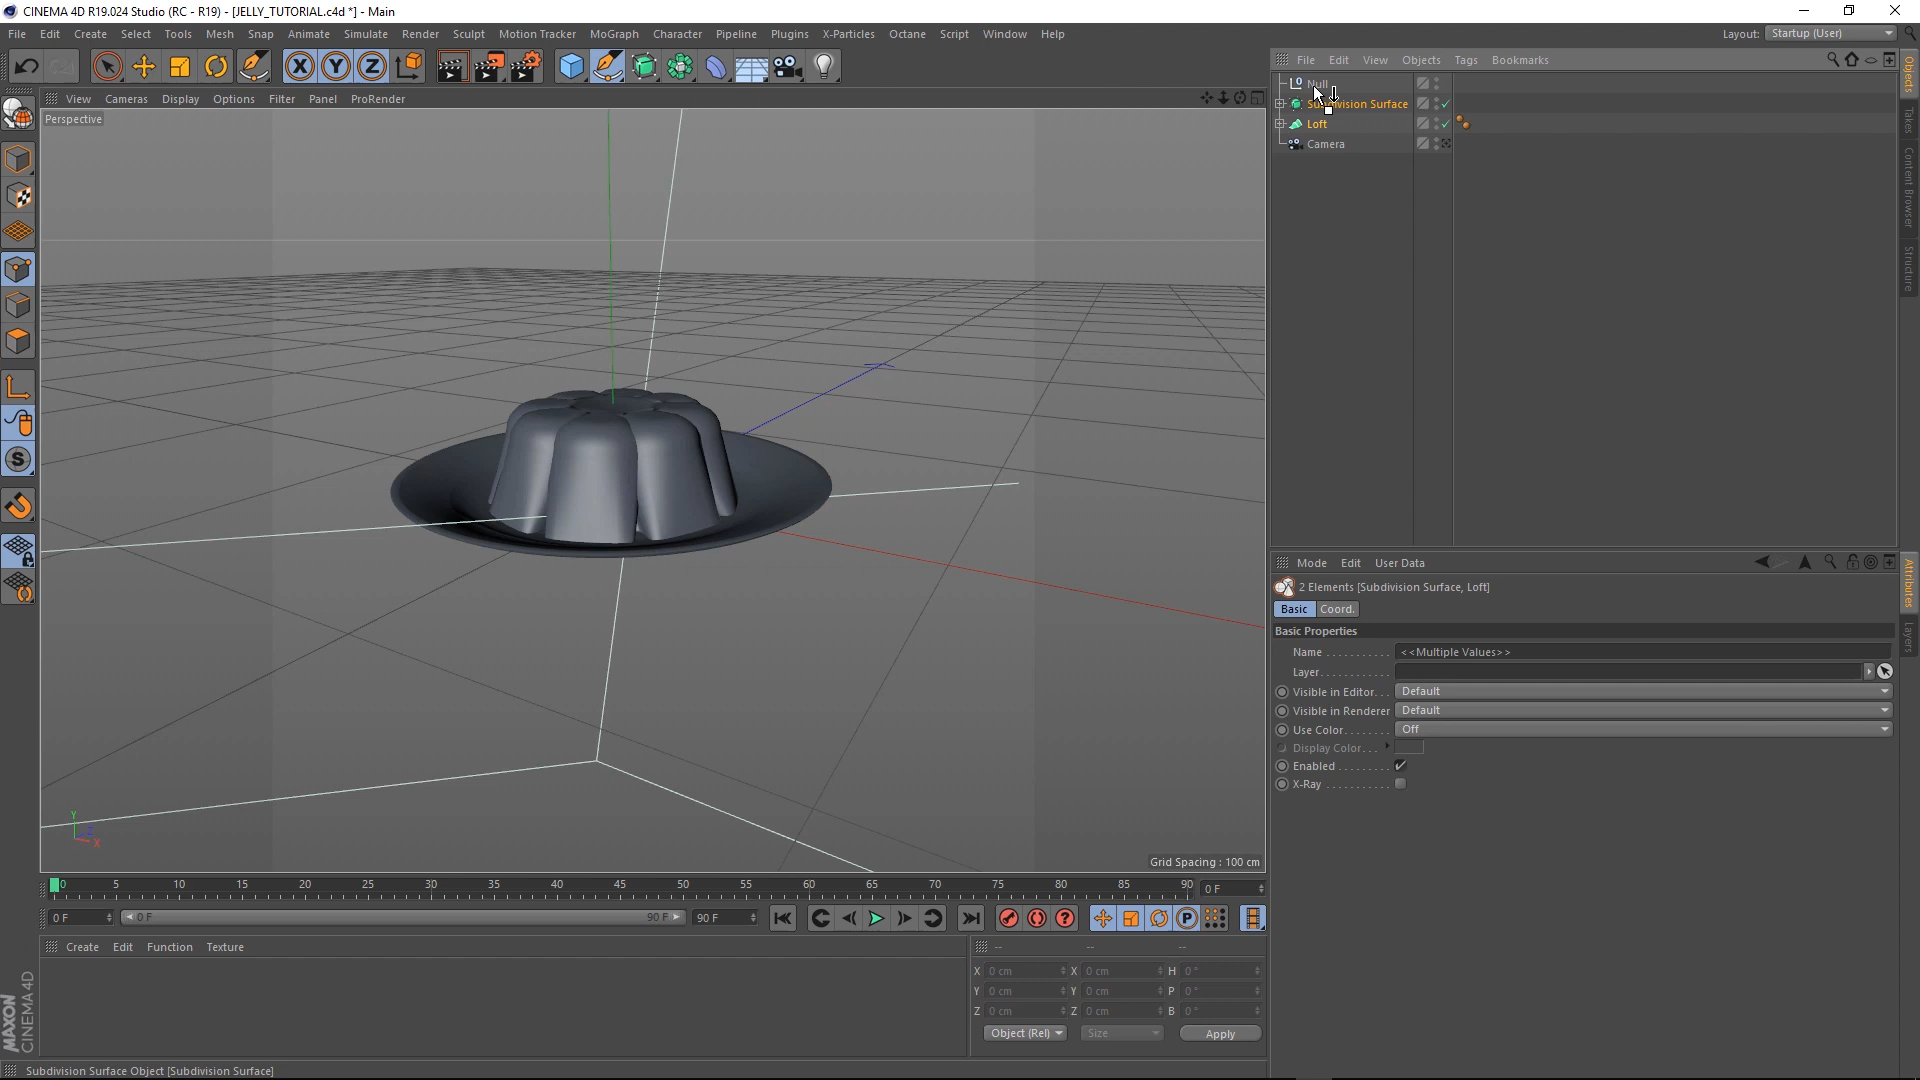 CINEMA 4D R19.024 Studio (RC - R19) - [JELLY_TUTORIAL.c4d *] - Main
File Edit Create Select Tools Mesh Snap Animate Simulate Render Sculpt Motion Tracker MoGraph Character Pipeline Plugins X-Particles Octane Script Window Help
Layout: Startup (User)
File Edit View Objects Tags Bookmarks
View Cameras Display Options Filter Panel ProRender
Perspective
Null
Subdivision Surface
Loft
Camera
Objects
Takes
Content Browser
Structure
Mode Edit User Data
2 Elements [Subdivision Surface, Loft]
Basic Coord.
Basic Properties
Name . . . . . . . . . . . <<Multiple Values>>
Layer. . . . . . . . . . . .
Visible in Editor. . . Default
Visible in Renderer Default
Use Color. . . . . . . . Off
Display Color. . .
Enabled . . . . . . . . .
X-Ray . . . . . . . . . . .
Attributes
Layers
Y
Z
X
Grid Spacing : 100 cm
0 5 10 15 20 25 30 35 40 45 50 55 60 65 70 75 80 85 90 0 F
0 F 0 F 90 F 90 F
Create Edit Function Texture
-- -- --
X 0 cm X 0 cm H 0 °
Y 0 cm Y 0 cm P 0 °
Z 0 cm Z 0 cm B 0 °
Object (Rel) Size Apply
MAXON
CINEMA 4D
Subdivision Surface Object [Subdivision Surface]